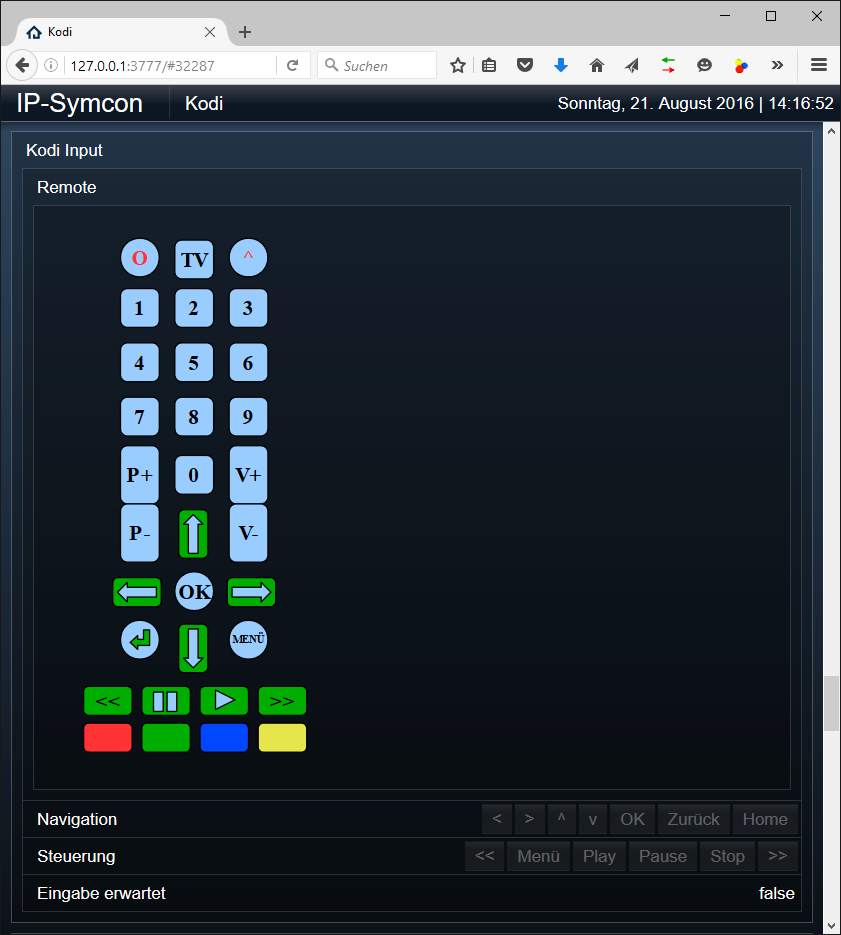 Kodi
127.0.0.1:3777/#32287 Suchen
IP-Symcon Kodi Sonntag, 21. August 2016 | 14:16:52
Kodi Input
Remote
O TV ^
1 2 3
4 5 6
7 8 9
P+ 0 V+
P- V-
OK
MENÜ
<< >>
Navigation < > ^ v OK Zurück Home
Steuerung << Menü Play Pause Stop >>
Eingabe erwartet false